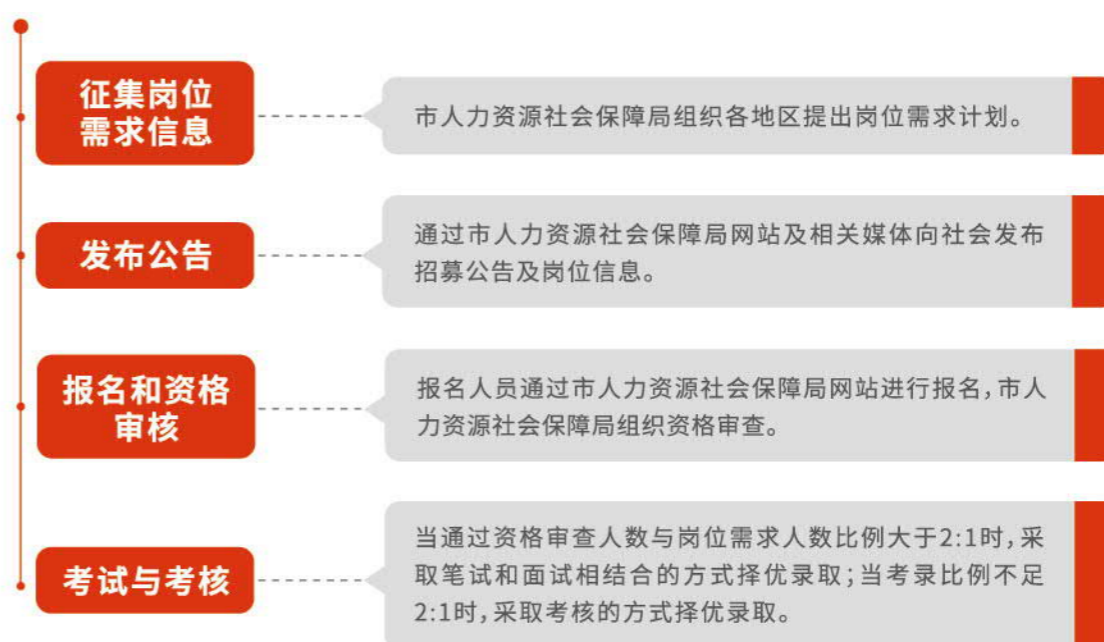 征集岗位
需求信息
市人力资源社会保障局组织各地区提出岗位需求计划。
发布公告
通过市人力资源社会保障局网站及相关媒体向社会发布
招募公告及岗位信息。
报名和资格
审核
报名人员通过市人力资源社会保障局网站进行报名,市人
力资源社会保障局组织资格审查。
考试与考核
当通过资格审查人数与岗位需求人数比例大于2:1时,采
取笔试和面试相结合的方式择优录取;当考录比例不足
2:1时,采取考核的方式择优录取。